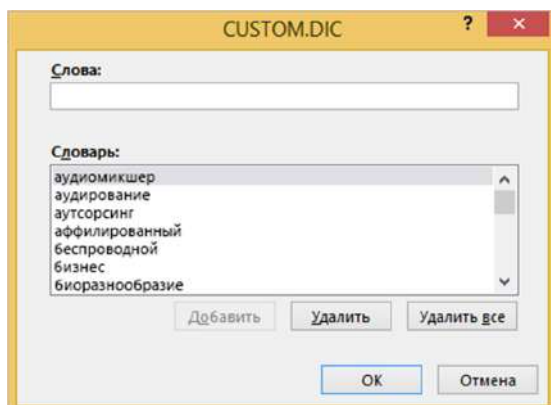 CUSTOM.DIC ? ×
Слова:
Словарь:
аудиомикшер
аудирование
аутсорсинг
аффилированный
беспроводной
бизнес
биоразнообразие
Добавить Удалить Удалить все
ОК Отмена